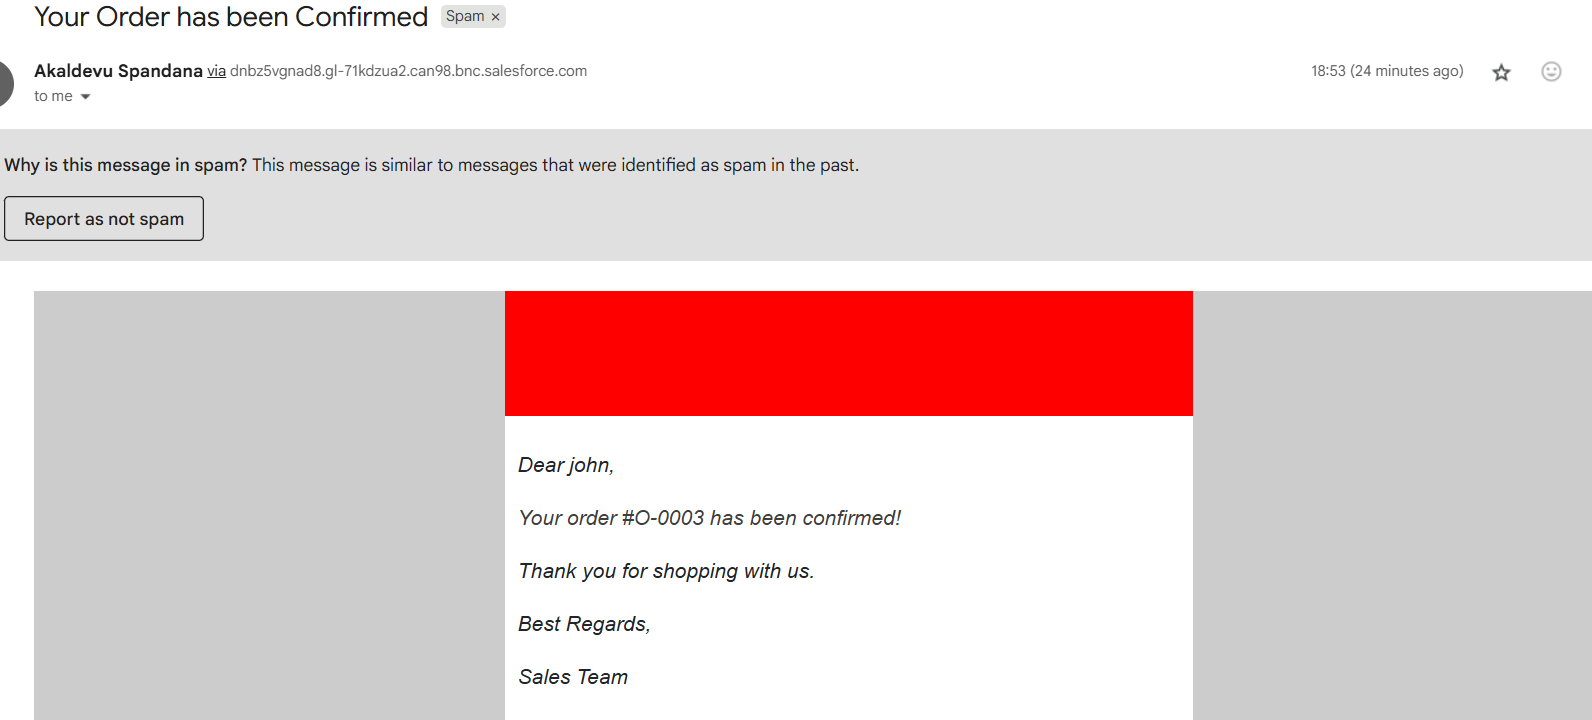 Your Order has been Confirmed Spam ×
Akaldevu Spandana via dnbz5vgnad8.gl-71kdzua2.can98.bnc.salesforce.com 18:53 (24 minutes ago)
to me
Why is this message in spam? This message is similar to messages that were identified as spam in the past.
Report as not spam
Dear john,
Your order #O-0003 has been confirmed!
Thank you for shopping with us.
Best Regards,
Sales Team